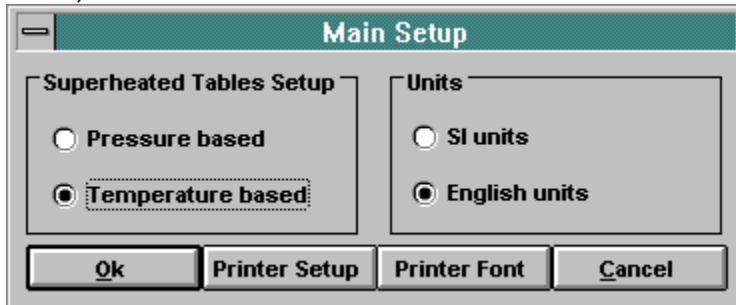 Main Setup
Superheated Tables Setup
Units
Pressure based
SI units
Temperature based
English units
Ok
Printer Setup
Printer Font
Cancel